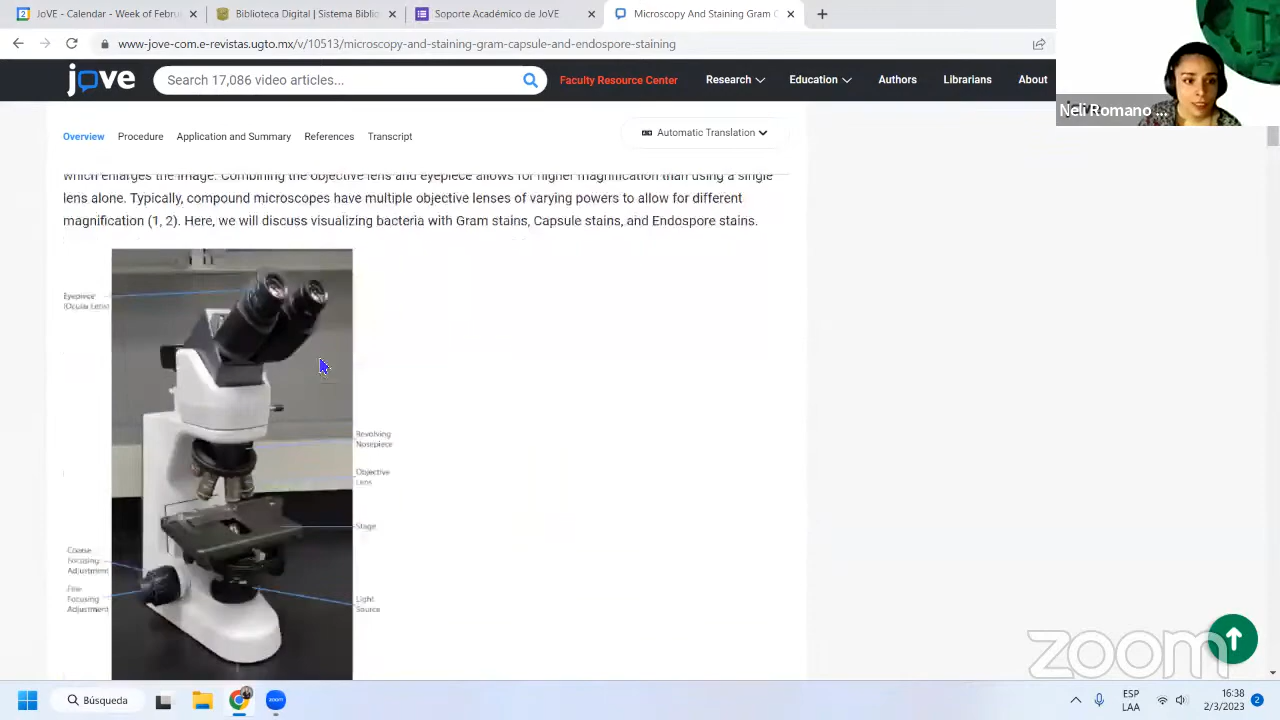 JoVE - Calendar - Week of Febru
Biblioteca Digital | Sistema Biblio
Soporte Académico de JoVE
Microscopy And Staining Gram C
www-jove-com.e-revistas.ugto.mx/v/10513/microscopy-and-staining-gram-capsule-and-endospore-staining
jove
Search 17,086 video articles...
Faculty Resource Center
Research
Education
Authors
Librarians
About
Neli Romano ...
Overview
Procedure
Application and Summary
References
Transcript
Automatic Translation
which enlarges the image. Combining the objective lens and eyepiece allows for higher magnification than using a single
lens alone. Typically, compound microscopes have multiple objective lenses of varying powers to allow for different
magnification (1, 2). Here, we will discuss visualizing bacteria with Gram stains, Capsule stains, and Endospore stains.
Eyepiece
(Ocular Lens)
Revolving
Nosepiece
Objective
Lens
Stage
Coarse
Focusing
Adjustment
Fine
Focusing
Adjustment
Light
Source
zoom
Búsqueda
zoom
ESP
LAA
16:38
2/3/2023
2